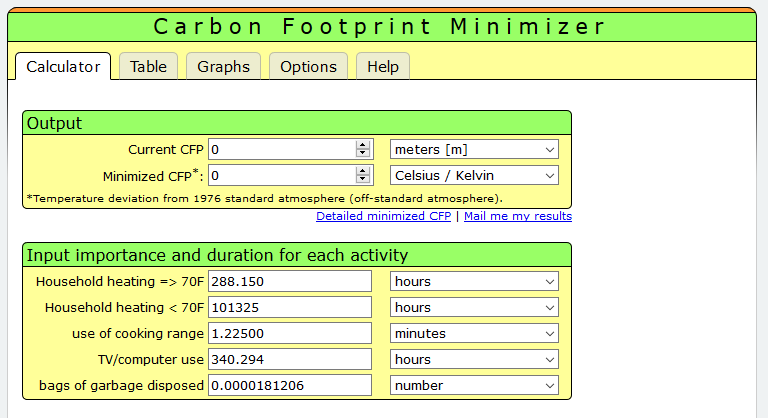 Carbon Footprint Minimizer
Calculator Table Graphs Options Help
Output
Current CFP 0 meters [m]
Minimized CFP*: 0 Celsius / Kelvin
*Temperature deviation from 1976 standard atmosphere (off-standard atmosphere).
Detailed minimized CFP | Mail me my results
Input importance and duration for each activity
Household heating => 70F 288.150 hours
Household heating < 70F 101325 hours
use of cooking range 1.22500 minutes
TV/computer use 340.294 hours
bags of garbage disposed 0.0000181206 number